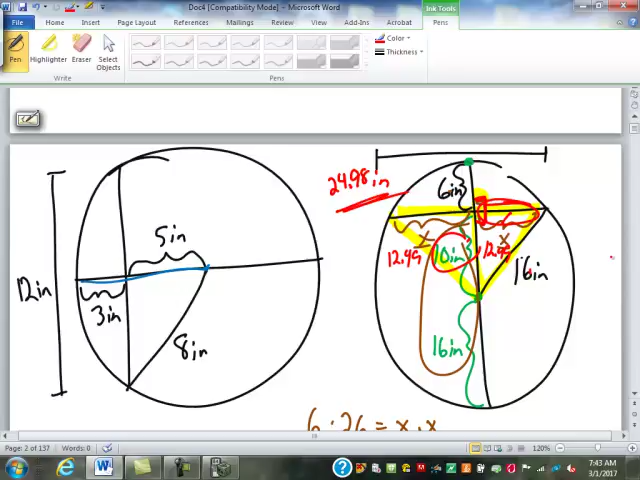 Doc4 [Compatibility Mode] - Microsoft Word
Ink Tools
File
Home
Insert
Page Layout
References
Mailings
Review
View
Add-Ins
Acrobat
Pens
Pen
Highlighter
Eraser
Select Objects
Color
Thickness
Write
Pens
12in
5in
3in
8in
24.98in
6in
x
x
12.49
10in
12.49
16in
16in
6·26 = x·x
Page: 2 of 137
Words: 0
120%
7:43 AM
3/1/2017